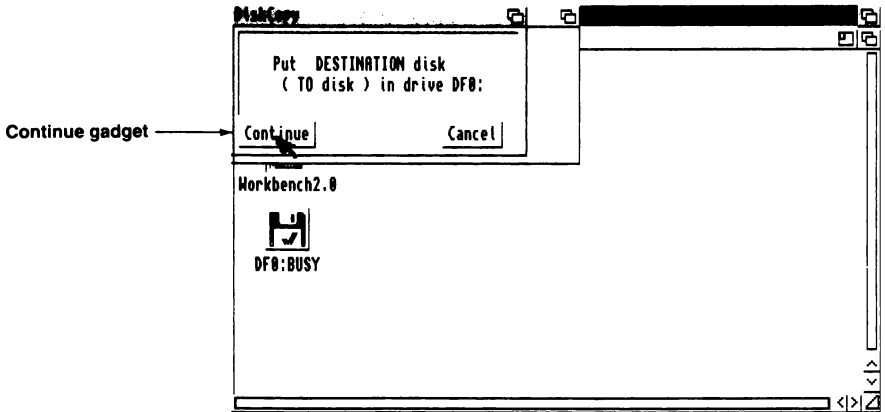 DiskCopy
Put DESTINATION disk
( TO disk ) in drive DF0:
Continue gadget
Continue
Cancel
Workbench2.0
DF0:BUSY